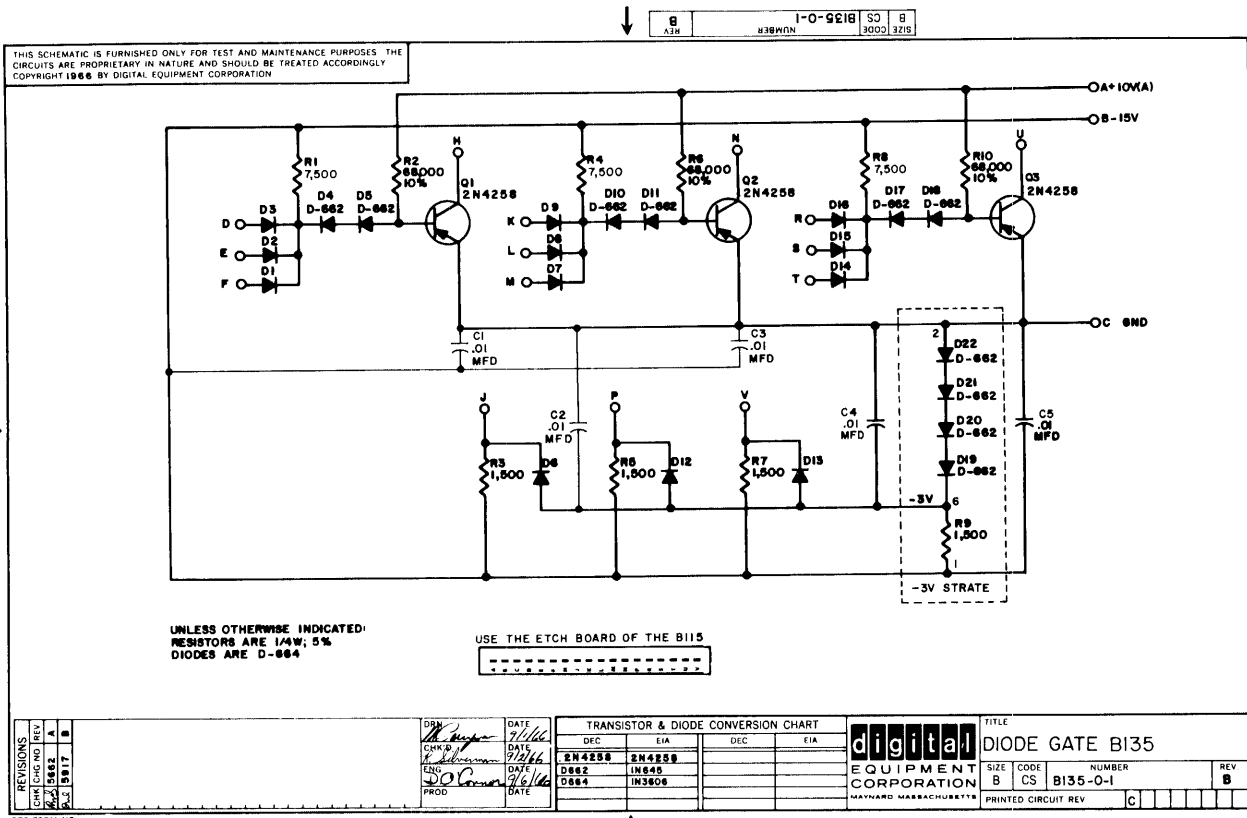 SIZE CODE NUMBER REV
B CS B135-0-1 B
THIS SCHEMATIC IS FURNISHED ONLY FOR TEST AND MAINTENANCE PURPOSES THE
CIRCUITS ARE PROPRIETARY IN NATURE AND SHOULD BE TREATED ACCORDINGLY
COPYRIGHT 1966 BY DIGITAL EQUIPMENT CORPORATION
A+10V(A)
B-15V
H
N
U
R1
7,500
R2
68,000
10%
Q1
2N4258
R4
7,500
R6
68,000
10%
Q2
2N4258
R8
7,500
R10
68,000
10%
Q3
2N4258
D4
D-662
D5
D-662
D10
D-662
D11
D-662
D17
D-662
D18
D-662
D D3
E D2
F D1
K D9
L D8
M D7
R D16
S D15
T D14
C GND
C1
.01
MFD
C3
.01
MFD
2
D22
D-662
D21
D-662
D20
D-662
D19
D-662
J
P
V
C2
.01
MFD
C4
.01
MFD
C5
.01
MFD
R3
1,500
D6
R5
1,500
D12
R7
1,500
D13
-3V
6
R9
1,500
1
-3V STRATE
UNLESS OTHERWISE INDICATED:
RESISTORS ARE 1/4W; 5%
DIODES ARE D-664
USE THE ETCH BOARD OF THE B115
REVISIONS
CHK CHG NO REV
5662 A
5917 B
DRN DATE
9/1/66
CHK'D DATE
K. Silverman 9/2/66
ENG DATE
O'Connor 9/6/66
PROD DATE
TRANSISTOR & DIODE CONVERSION CHART
DEC EIA DEC EIA
2N4258 2N4258
D662 IN645
D664 IN3606
digital
EQUIPMENT
CORPORATION
MAYNARD MASSACHUSETTS
TITLE
DIODE GATE B135
SIZE CODE NUMBER REV
B CS B135-0-1 B
PRINTED CIRCUIT REV C